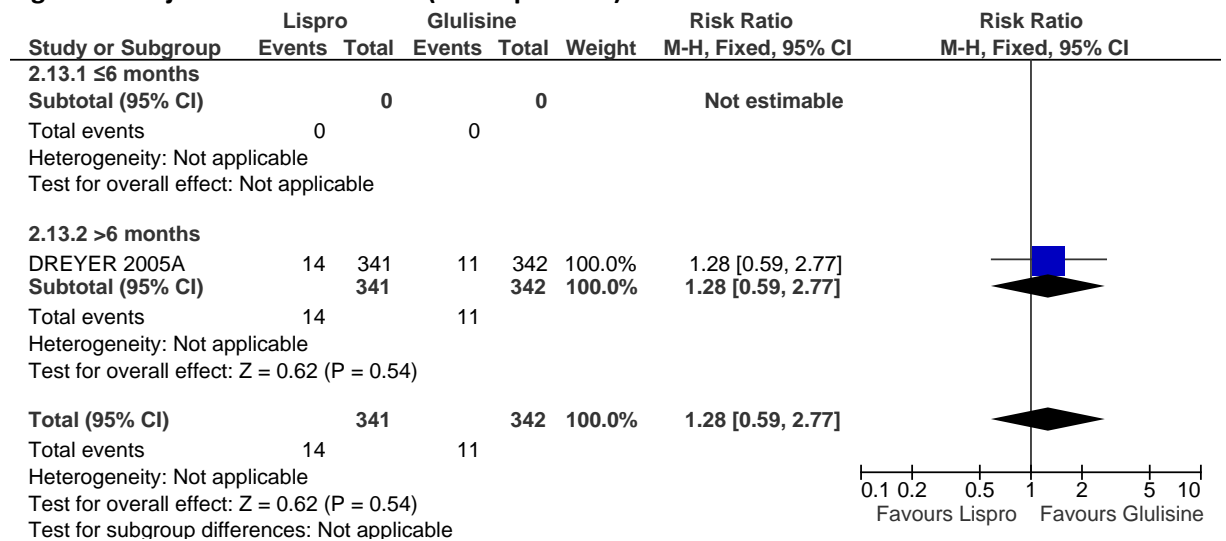 Lispro Glulisine Risk Ratio Risk Ratio
Study or Subgroup Events Total Events Total Weight M-H, Fixed, 95% CI M-H, Fixed, 95% CI
2.13.1 ≤6 months
Subtotal (95% CI) 0 0 Not estimable
Total events 0 0
Heterogeneity: Not applicable
Test for overall effect: Not applicable
2.13.2 >6 months
DREYER 2005A 14 341 11 342 100.0% 1.28 [0.59, 2.77]
Subtotal (95% CI) 341 342 100.0% 1.28 [0.59, 2.77]
Total events 14 11
Heterogeneity: Not applicable
Test for overall effect: Z = 0.62 (P = 0.54)
Total (95% CI) 341 342 100.0% 1.28 [0.59, 2.77]
Total events 14 11
Heterogeneity: Not applicable
Test for overall effect: Z = 0.62 (P = 0.54)
Test for subgroup differences: Not applicable
0.1 0.2 0.5 1 2 5 10
Favours Lispro Favours Glulisine